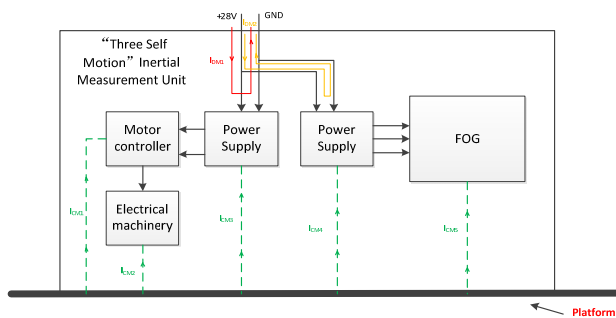 +28V
GND
I_DM2
"Three Self
Motion" Inertial
Measurement Unit
I_DM1
Motor
controller
Power
Supply
Power
Supply
FOG
Electrical
machinery
I_CM1
I_CM2
I_CM3
I_CM4
I_CM5
Platform